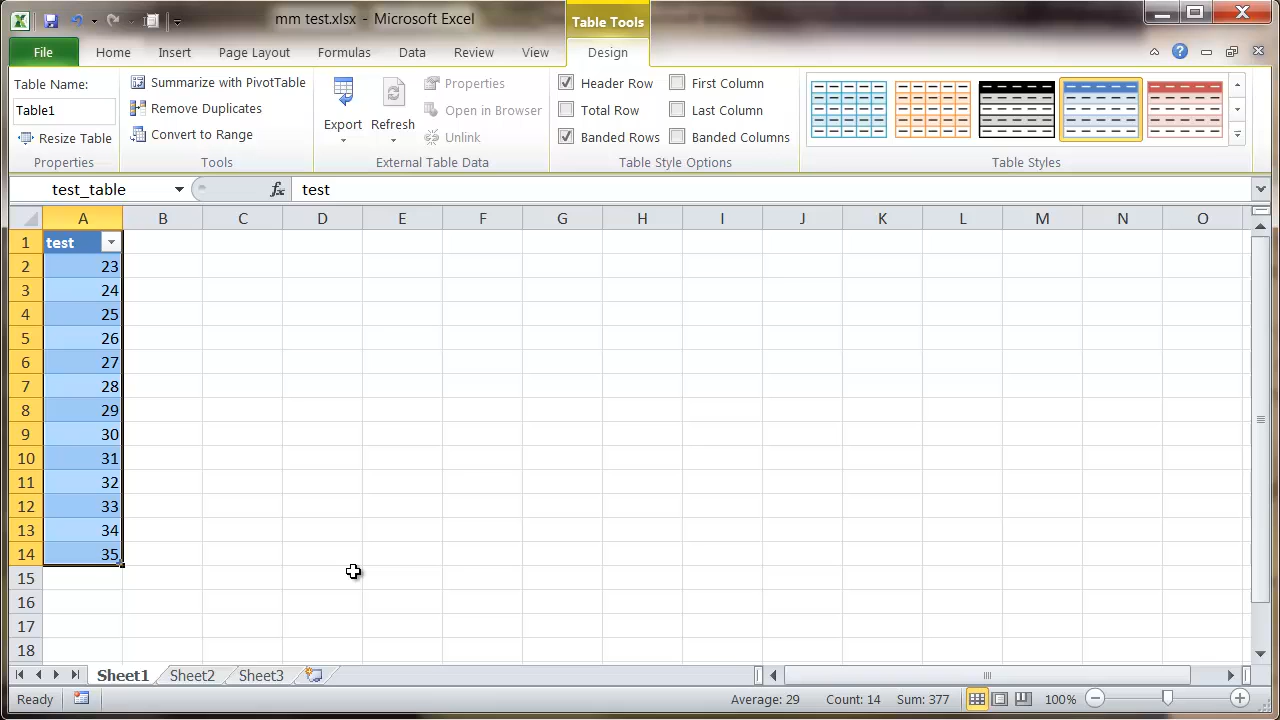 mm test.xlsx - Microsoft Excel
Table Tools
File Home Insert Page Layout Formulas Data Review View Design
Table Name:
Table1
Resize Table
Properties
Summarize with PivotTable
Remove Duplicates
Convert to Range
Tools
Export Refresh
Properties
Open in Browser
Unlink
External Table Data
Header Row First Column
Total Row Last Column
Banded Rows Banded Columns
Table Style Options
Table Styles
test_table fx test
A B C D E F G H I J K L M N O
1 test
2 23
3 24
4 25
5 26
6 27
7 28
8 29
9 30
10 31
11 32
12 33
13 34
14 35
15
16
17
18
Sheet1 Sheet2 Sheet3
Ready Average: 29 Count: 14 Sum: 377 100%